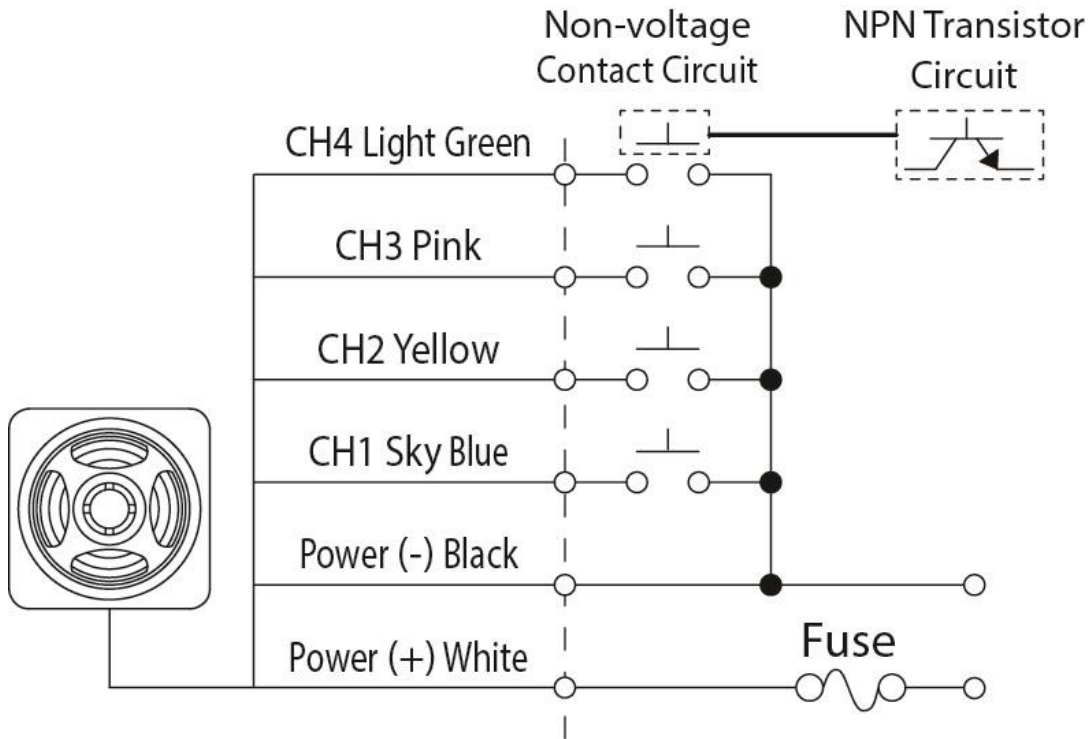 Non-voltage
Contact Circuit
NPN Transistor
Circuit
CH4 Light Green
CH3 Pink
CH2 Yellow
CH1 Sky Blue
Power (-) Black
Power (+) White
Fuse